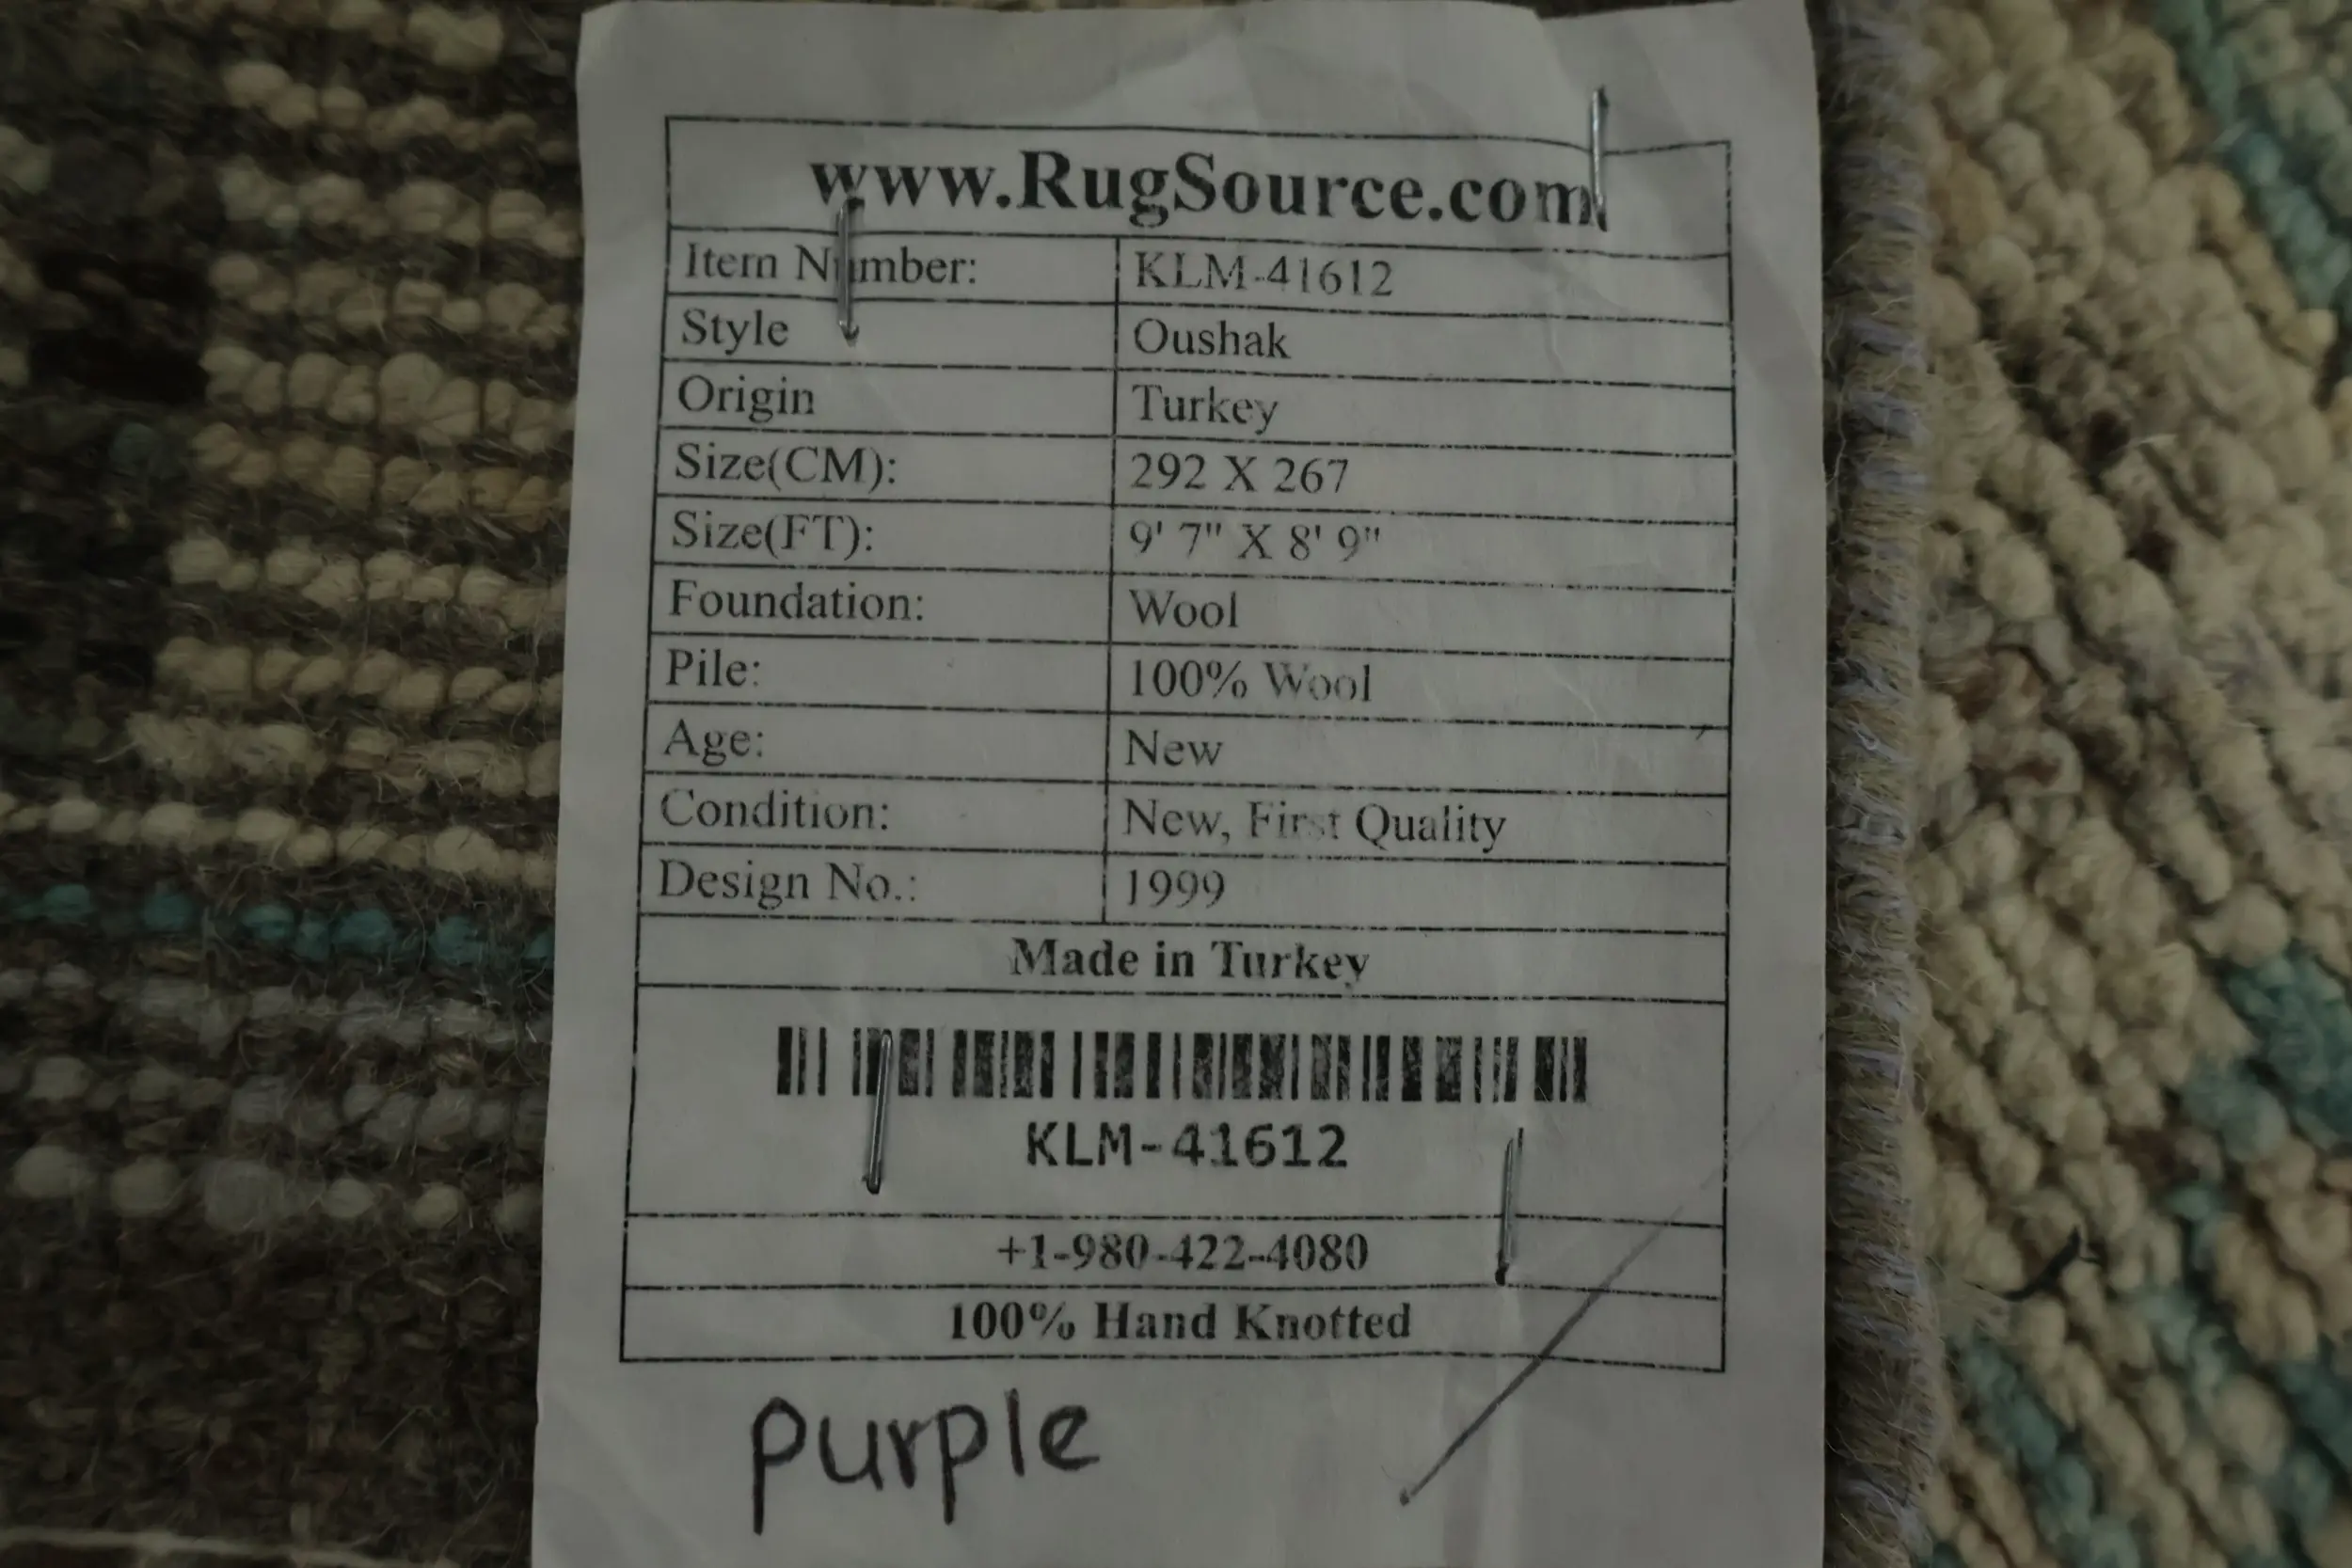 www.RugSource.com
Item Number: KLM-41612
Style Oushak
Origin Turkey
Size(CM): 292 X 267
Size(FT): 9' 7" X 8' 9"
Foundation: Wool
Pile: 100% Wool
Age: New
Condition: New, First Quality
Design No.: 1999
Made in Turkey
KLM-41612
+1-980-422-4080
100% Hand Knotted
purple